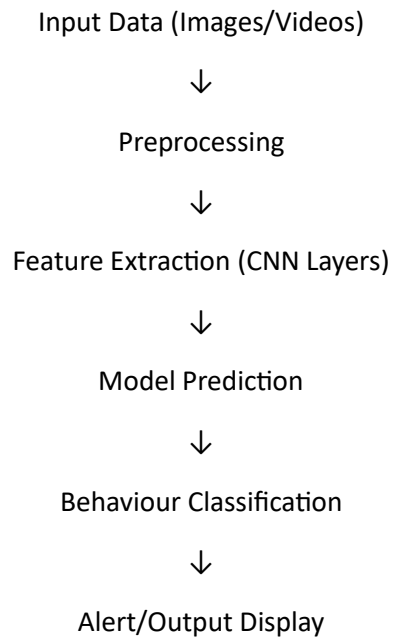 Input Data (Images/Videos)
↓
Preprocessing
↓
Feature Extraction (CNN Layers)
↓
Model Prediction
↓
Behaviour Classification
↓
Alert/Output Display